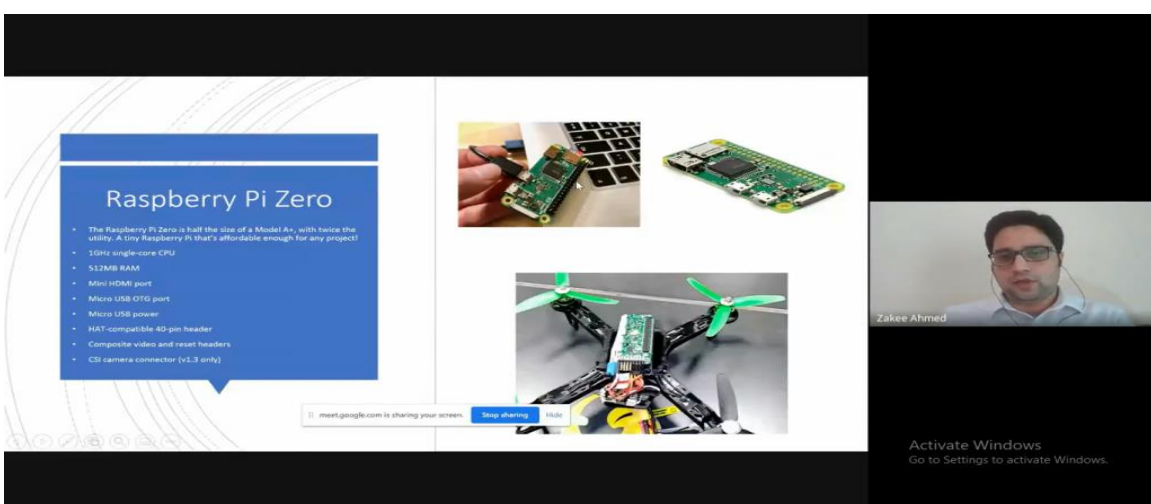 Raspberry Pi Zero
• The Raspberry Pi Zero is half the size of a Model A+, with twice the
utility. A tiny Raspberry Pi that's affordable enough for any project!
• 1GHz single-core CPU
• 512MB RAM
• Mini HDMI port
• Micro USB OTG port
• Micro USB power
• HAT-compatible 40-pin header
• Composite video and reset headers
• CSI camera connector (v1.3 only)
meet.google.com is sharing your screen. Stop sharing Hide
Zakee Ahmed
Activate Windows
Go to Settings to activate Windows.